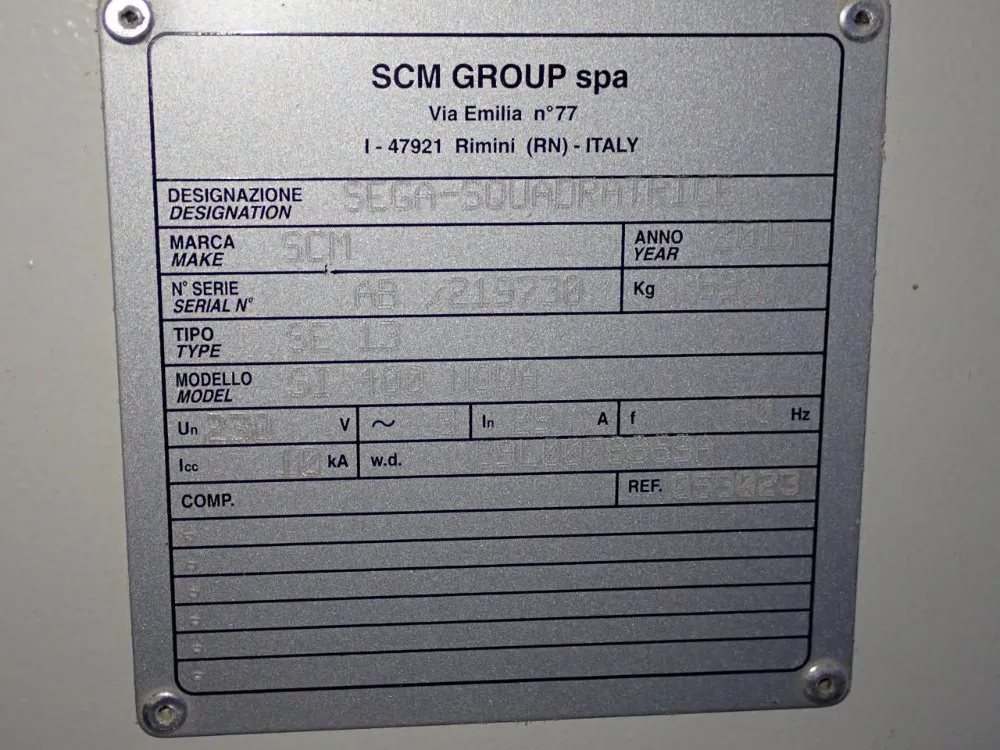 SCM GROUP spa
Via Emilia n°77
I - 47921 Rimini (RN) - ITALY
DESIGNAZIONE SEGA-SQUADRATRICE
DESIGNATION
MARCA SCM ANNO
MAKE YEAR
N° SERIE AB /219730 Kg
SERIAL N°
TIPO SE 13
TYPE
MODELLO SI 400 NOVA
MODEL
Un 230 V ~ In A f Hz
Icc 10 kA w.d.
COMP. REF.